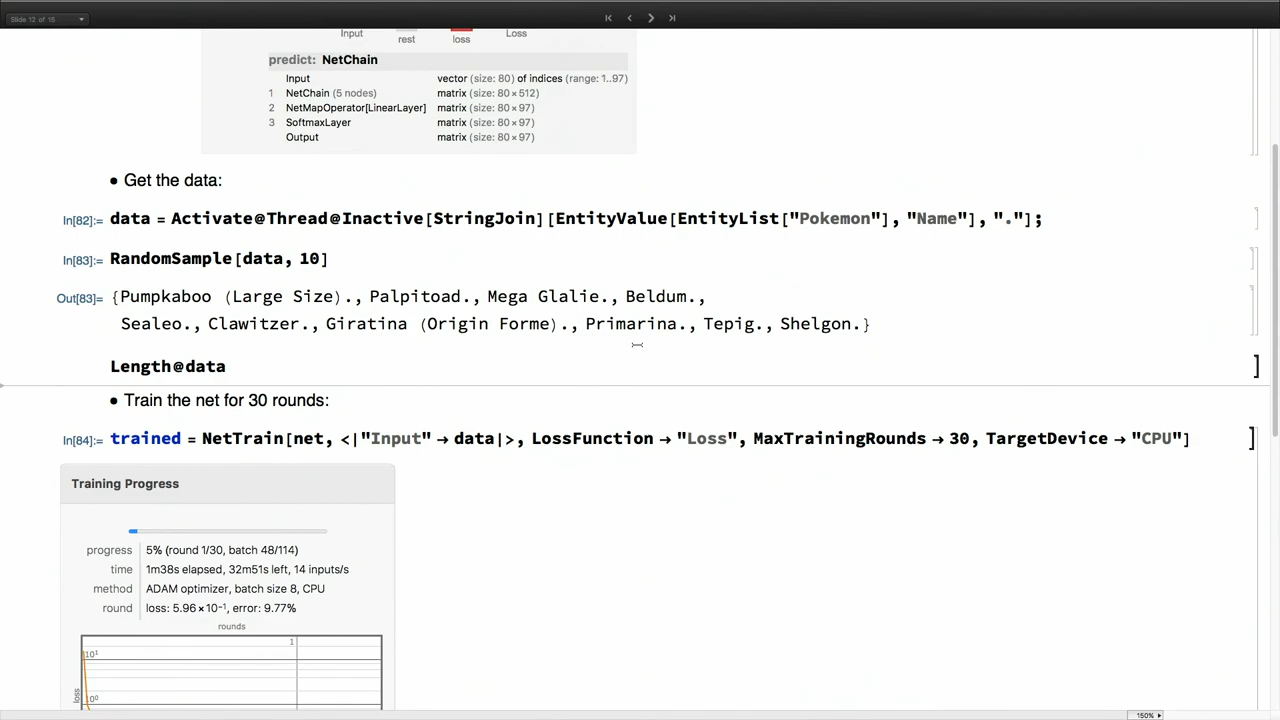 Slide 12 of 15
Input rest loss Loss
predict: NetChain
Input vector (size: 80) of indices (range: 1..97)
1 NetChain (5 nodes) matrix (size: 80×512)
2 NetMapOperator[LinearLayer] matrix (size: 80×97)
3 SoftmaxLayer matrix (size: 80×97)
Output matrix (size: 80×97)
• Get the data:
In[82]:= data = Activate@Thread@Inactive[StringJoin][EntityValue[EntityList["Pokemon"], "Name"], "."];
In[83]:= RandomSample[data, 10]
Out[83]= {Pumpkaboo (Large Size)., Palpitoad., Mega Glalie., Beldum.,
Sealeo., Clawitzer., Giratina (Origin Forme)., Primarina., Tepig., Shelgon.}
Length@data
• Train the net for 30 rounds:
In[84]:= trained = NetTrain[net, <|"Input" → data|>, LossFunction → "Loss", MaxTrainingRounds → 30, TargetDevice → "CPU"]
Training Progress
progress 5% (round 1/30, batch 48/114)
time 1m38s elapsed, 32m51s left, 14 inputs/s
method ADAM optimizer, batch size 8, CPU
round loss: 5.96×10⁻¹, error: 9.77%
rounds
1
10¹
10⁰
loss
150%